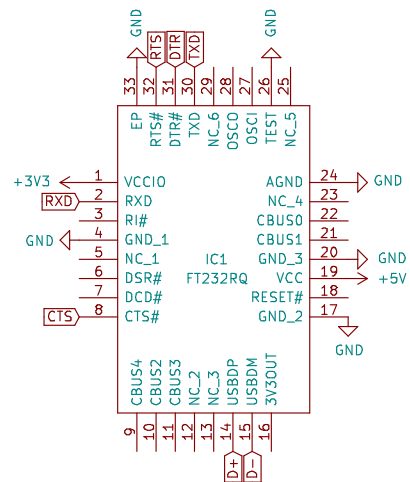 GND
GND
RTS
DTR
TXD
33
32
31
30
29
28
27
26
25
EP
RTS#
DTR#
TXD
NC_6
OSCO
OSCI
TEST
NC_5
+3V3 1 VCCIO AGND 24 GND
RXD 2 RXD NC_4 23
3 RI# CBUS0 22
GND 4 GND_1 CBUS1 21
5 NC_1 IC1 GND_3 20 GND
6 DSR# FT232RQ VCC 19 +5V
7 DCD# RESET# 18
CTS 8 CTS# GND_2 17
GND
CBUS4
CBUS2
CBUS3
NC_2
NC_3
USBDP
USBDM
3V3OUT
9
10
11
12
13
14
15
16
D+
D-